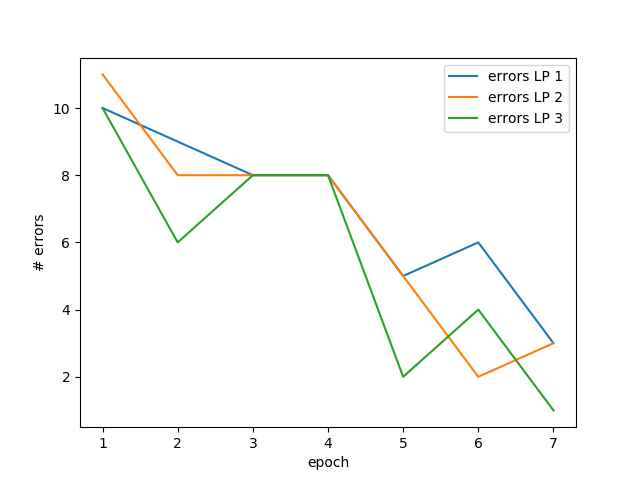 errors LP 1
errors LP 2
errors LP 3
10
8
6
4
2
# errors
1 2 3 4 5 6 7
epoch